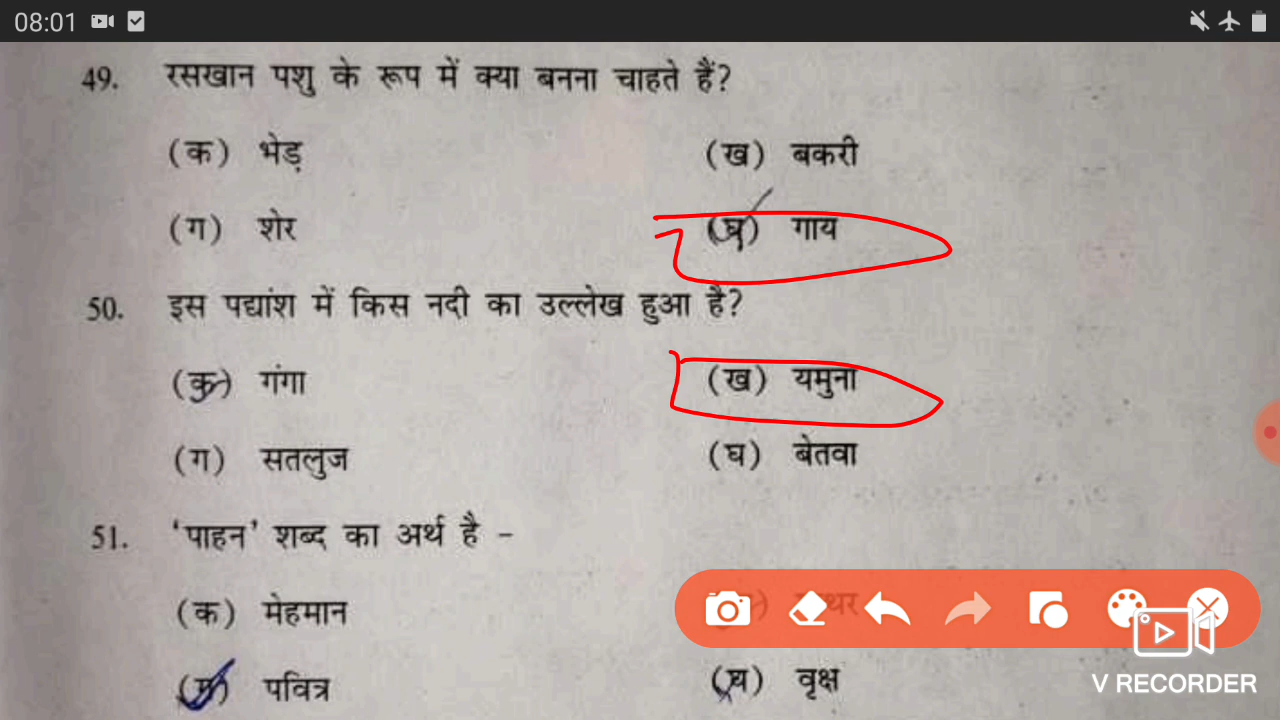 08:01
49. रसखान पशु के रूप में क्या बनना चाहते हैं?
(क) भेड़ (ख) बकरी
(ग) शेर (घ) गाय
50. इस पद्यांश में किस नदी का उल्लेख हुआ है?
(क) गंगा (ख) यमुना
(ग) सतलुज (घ) बेतवा
51. 'पाहन' शब्द का अर्थ है -
(क) मेहमान
(ग) पवित्र (घ) वृक्ष
V RECORDER